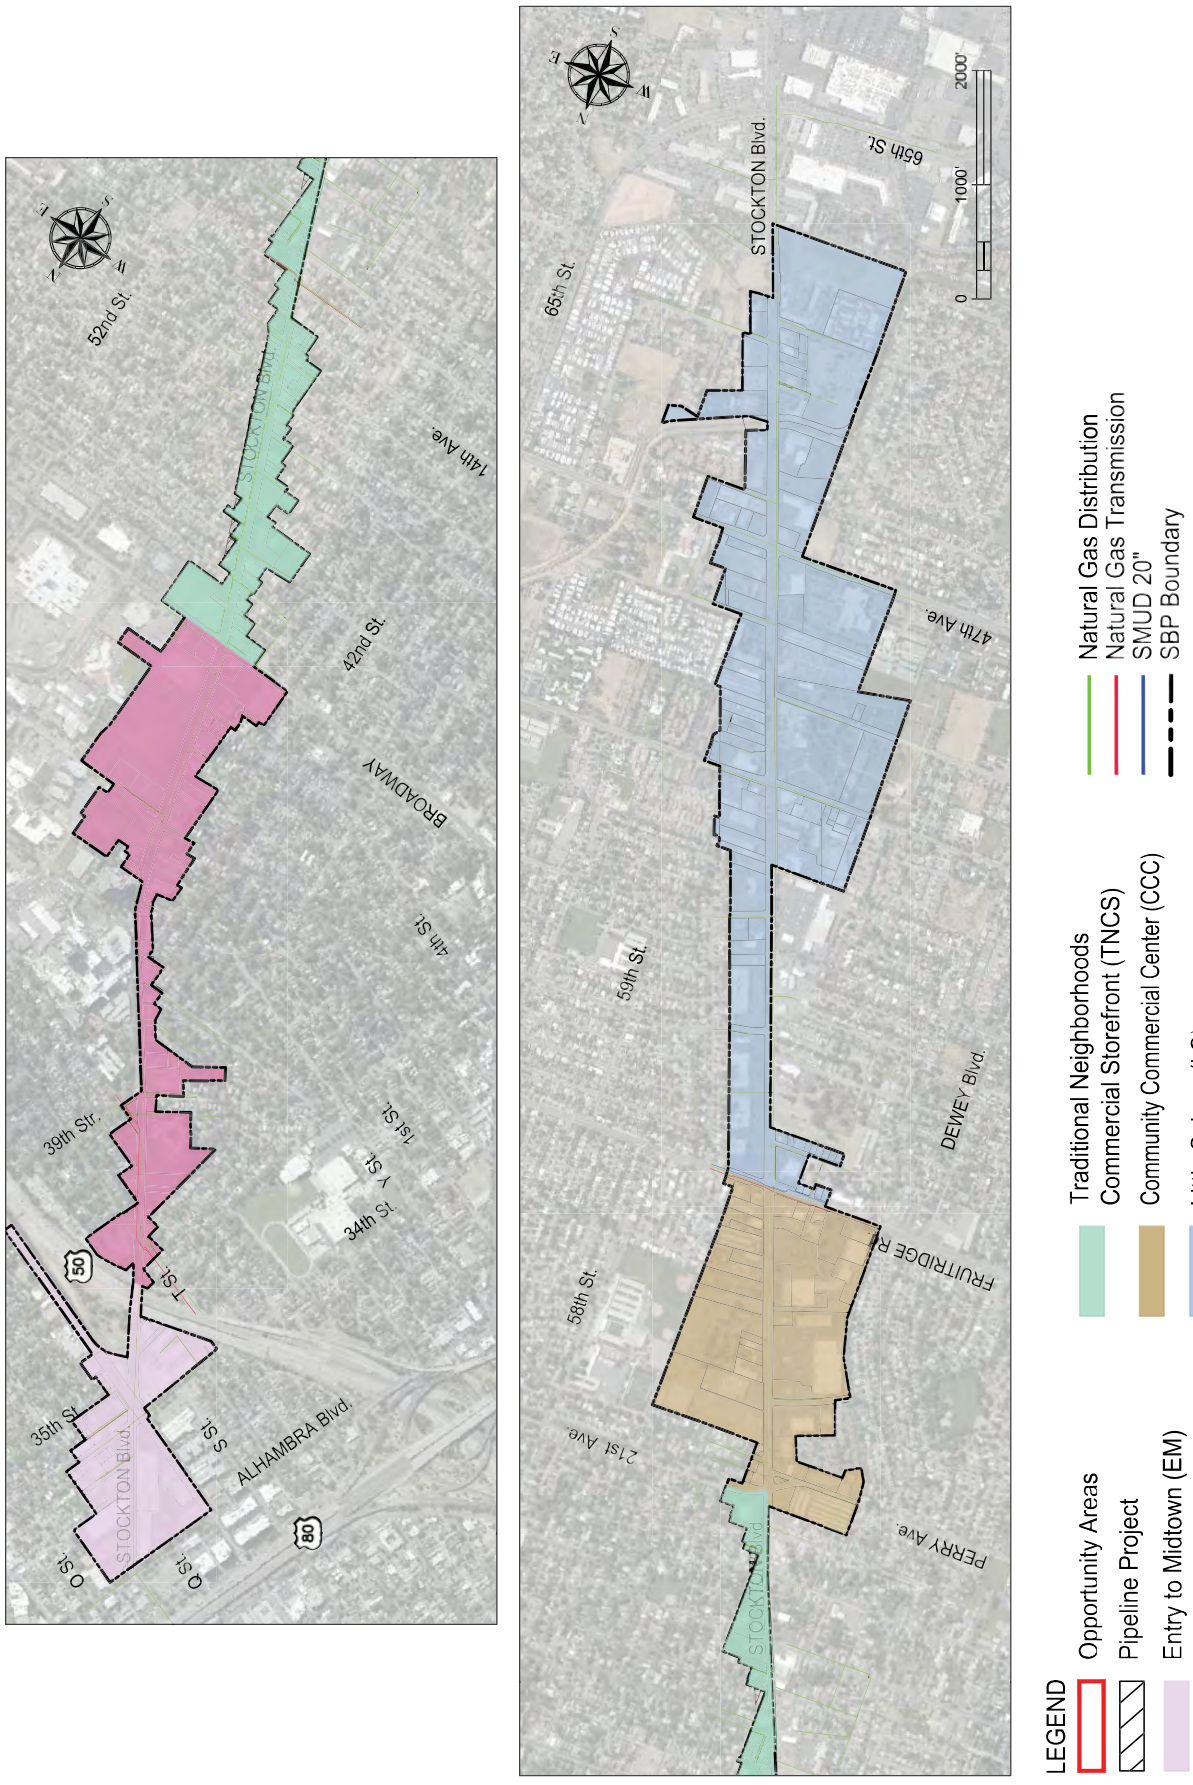 N
E
S
W
52nd St.
STOCKTON Blvd
14th Ave.
42nd St.
BROADWAY
4th St.
39th Str.
1st St.
Y St
34th St.
50
T St.
35th St.
S St.
ALHAMBRA Blvd.
STOCKTON Blvd.
O St.
Q St.
80
N
E
S
W
STOCKTON Blvd.
65th St.
65th St.
0
1000'
2000'
47th Ave.
59th St.
DEWEY Blvd.
FRUITRIDGE R
58th St.
21st Ave.
PERRY Ave.
STOCKTON Blvd
LEGEND
Opportunity Areas
Pipeline Project
Entry to Midtown (EM)
Traditional Neighborhoods
Commercial Storefront (TNCS)
Community Commercial Center (CCC)
Natural Gas Distribution
Natural Gas Transmission
SMUD 20"
SBP Boundary